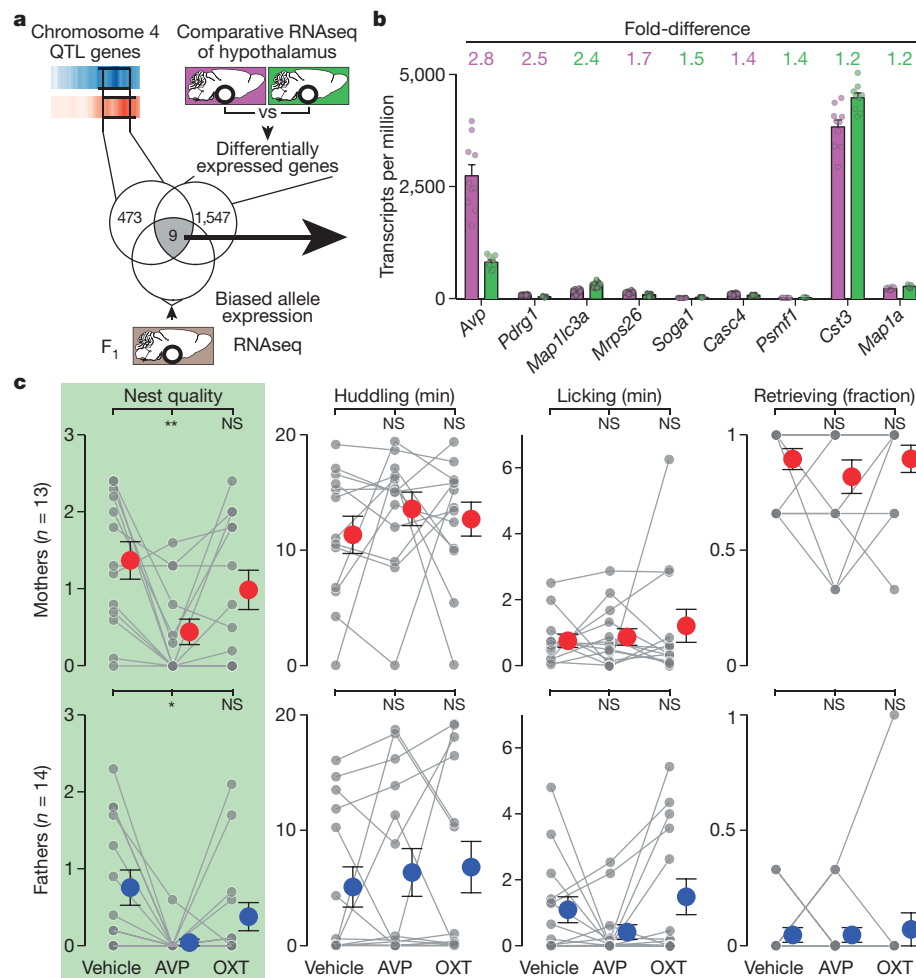 a
Chromosome 4
QTL genes
Comparative RNAseq
of hypothalamus
vs
Differentially
expressed genes
473
1,547
9
Biased allele
expression
F1
RNAseq
b
Fold-difference
2.8 2.5 2.4 1.7 1.5 1.4 1.4 1.2 1.2
Transcripts per million
5,000
2,500
0
Avp Pdrg1 Map1lc3a Mrps26 Soga1 Casc4 Psmf1 Cst3 Map1a
c
Nest quality
Huddling (min)
Licking (min)
Retrieving (fraction)
** NS
NS NS
NS NS
NS NS
Mothers (n = 13)
3
2
1
0
20
10
0
6
4
2
0
1
0.5
0
* NS
NS NS
NS NS
NS NS
Fathers (n = 14)
3
2
1
0
20
10
0
6
4
2
0
1
0.5
0
Vehicle AVP OXT
Vehicle AVP OXT
Vehicle AVP OXT
Vehicle AVP OXT